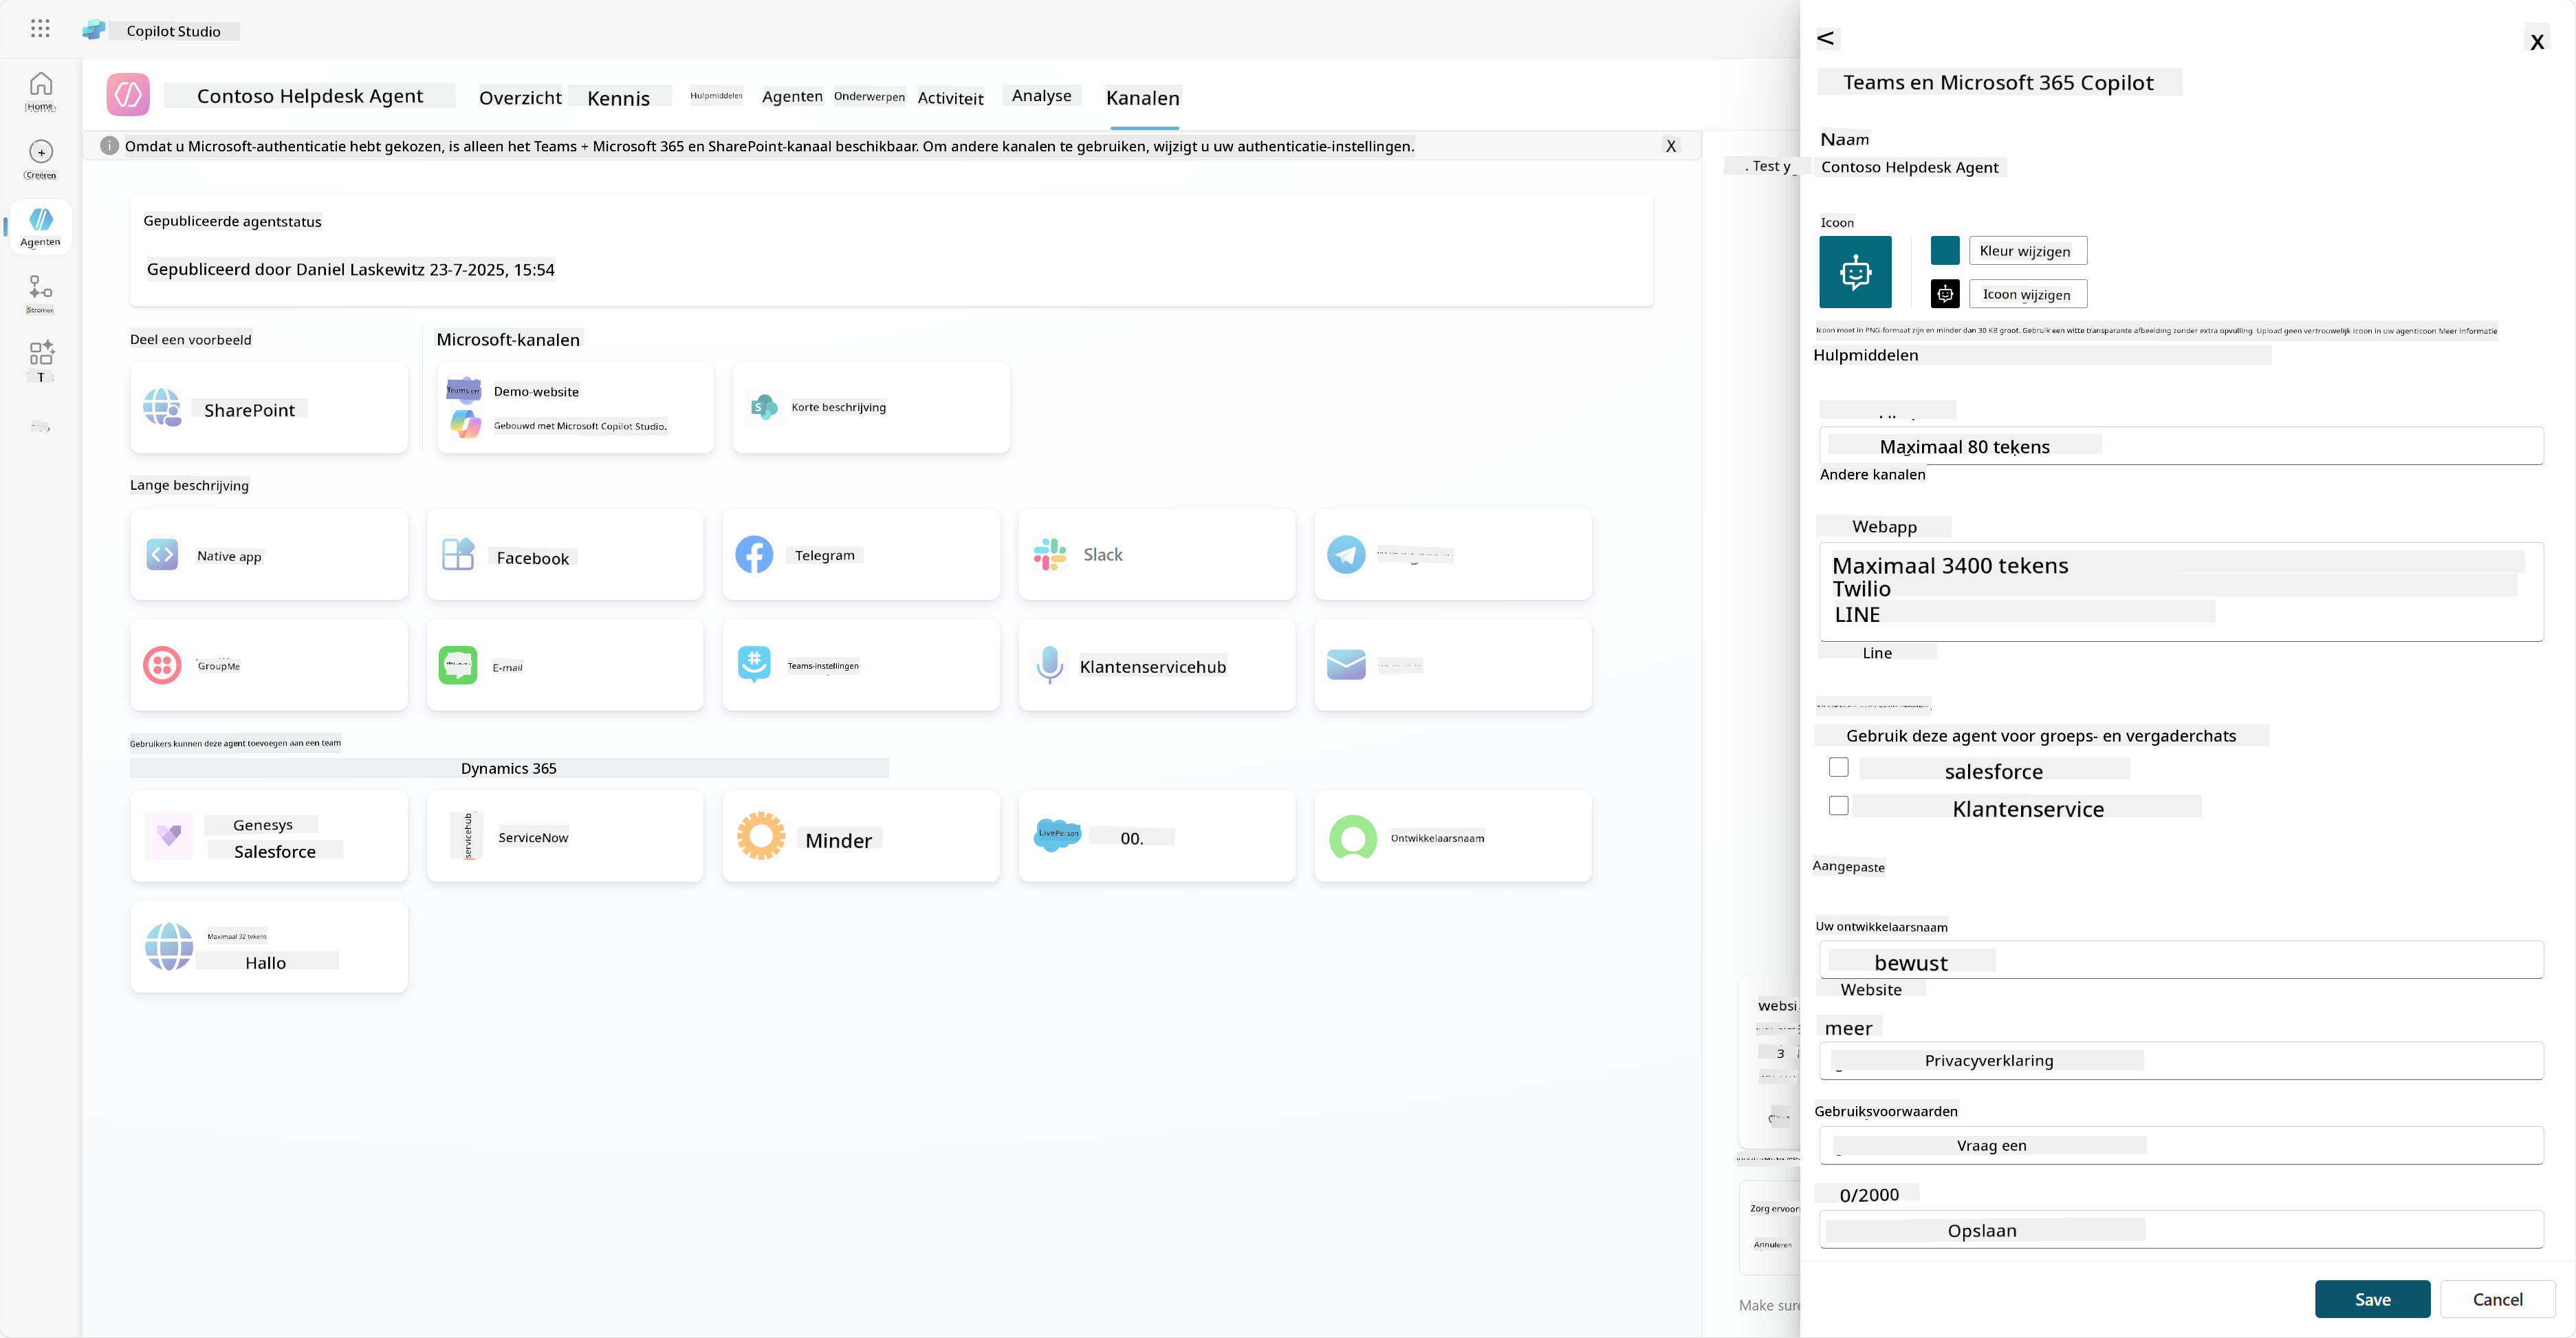 Copilot Studio
Home
Creëren
Agenten
Stromen
T
Contoso Helpdesk Agent
Overzicht
Kennis
Hulpmiddelen
Agenten
Onderwerpen
Activiteit
Analyse
Kanalen
Omdat u Microsoft-authenticatie hebt gekozen, is alleen het Teams + Microsoft 365 en SharePoint-kanaal beschikbaar. Om andere kanalen te gebruiken, wijzigt u uw authenticatie-instellingen.
X
Gepubliceerde agentstatus
Gepubliceerd door Daniel Laskewitz 23-7-2025, 15:54
Deel een voorbeeld
Microsoft-kanalen
SharePoint
Teams en
Demo-website
Gebouwd met Microsoft Copilot Studio.
Korte beschrijving
Lange beschrijving
Native app
Facebook
Telegram
Slack
GroupMe
E-mail
Teams-instellingen
Klantenservicehub
Gebruikers kunnen deze agent toevoegen aan een team
Dynamics 365
Genesys
Salesforce
servicehub
ServiceNow
Minder
LivePerson
00.
Ontwikkelaarsnaam
Maximaal 32 tekens
Hallo
. Test y
websi
3
Zorg ervoor
Annuleren
Make sure
<
X
Teams en Microsoft 365 Copilot
Naam
Contoso Helpdesk Agent
Icoon
Kleur wijzigen
Icoon wijzigen
Icoon moet in PNG-formaat zijn en minder dan 30 KB groot. Gebruik een witte transparante afbeelding zonder extra opvulling. Upload geen vertrouwelijk icoon in uw agenticoon Meer informatie
Hulpmiddelen
Maximaal 80 tekens
Andere kanalen
Webapp
Maximaal 3400 tekens
Twilio
LINE
Line
Gebruik deze agent voor groeps- en vergaderchats
salesforce
Klantenservice
Aangepaste
Uw ontwikkelaarsnaam
bewust
Website
meer
Privacyverklaring
Gebruiksvoorwaarden
Vraag een
0/2000
Opslaan
Save
Cancel